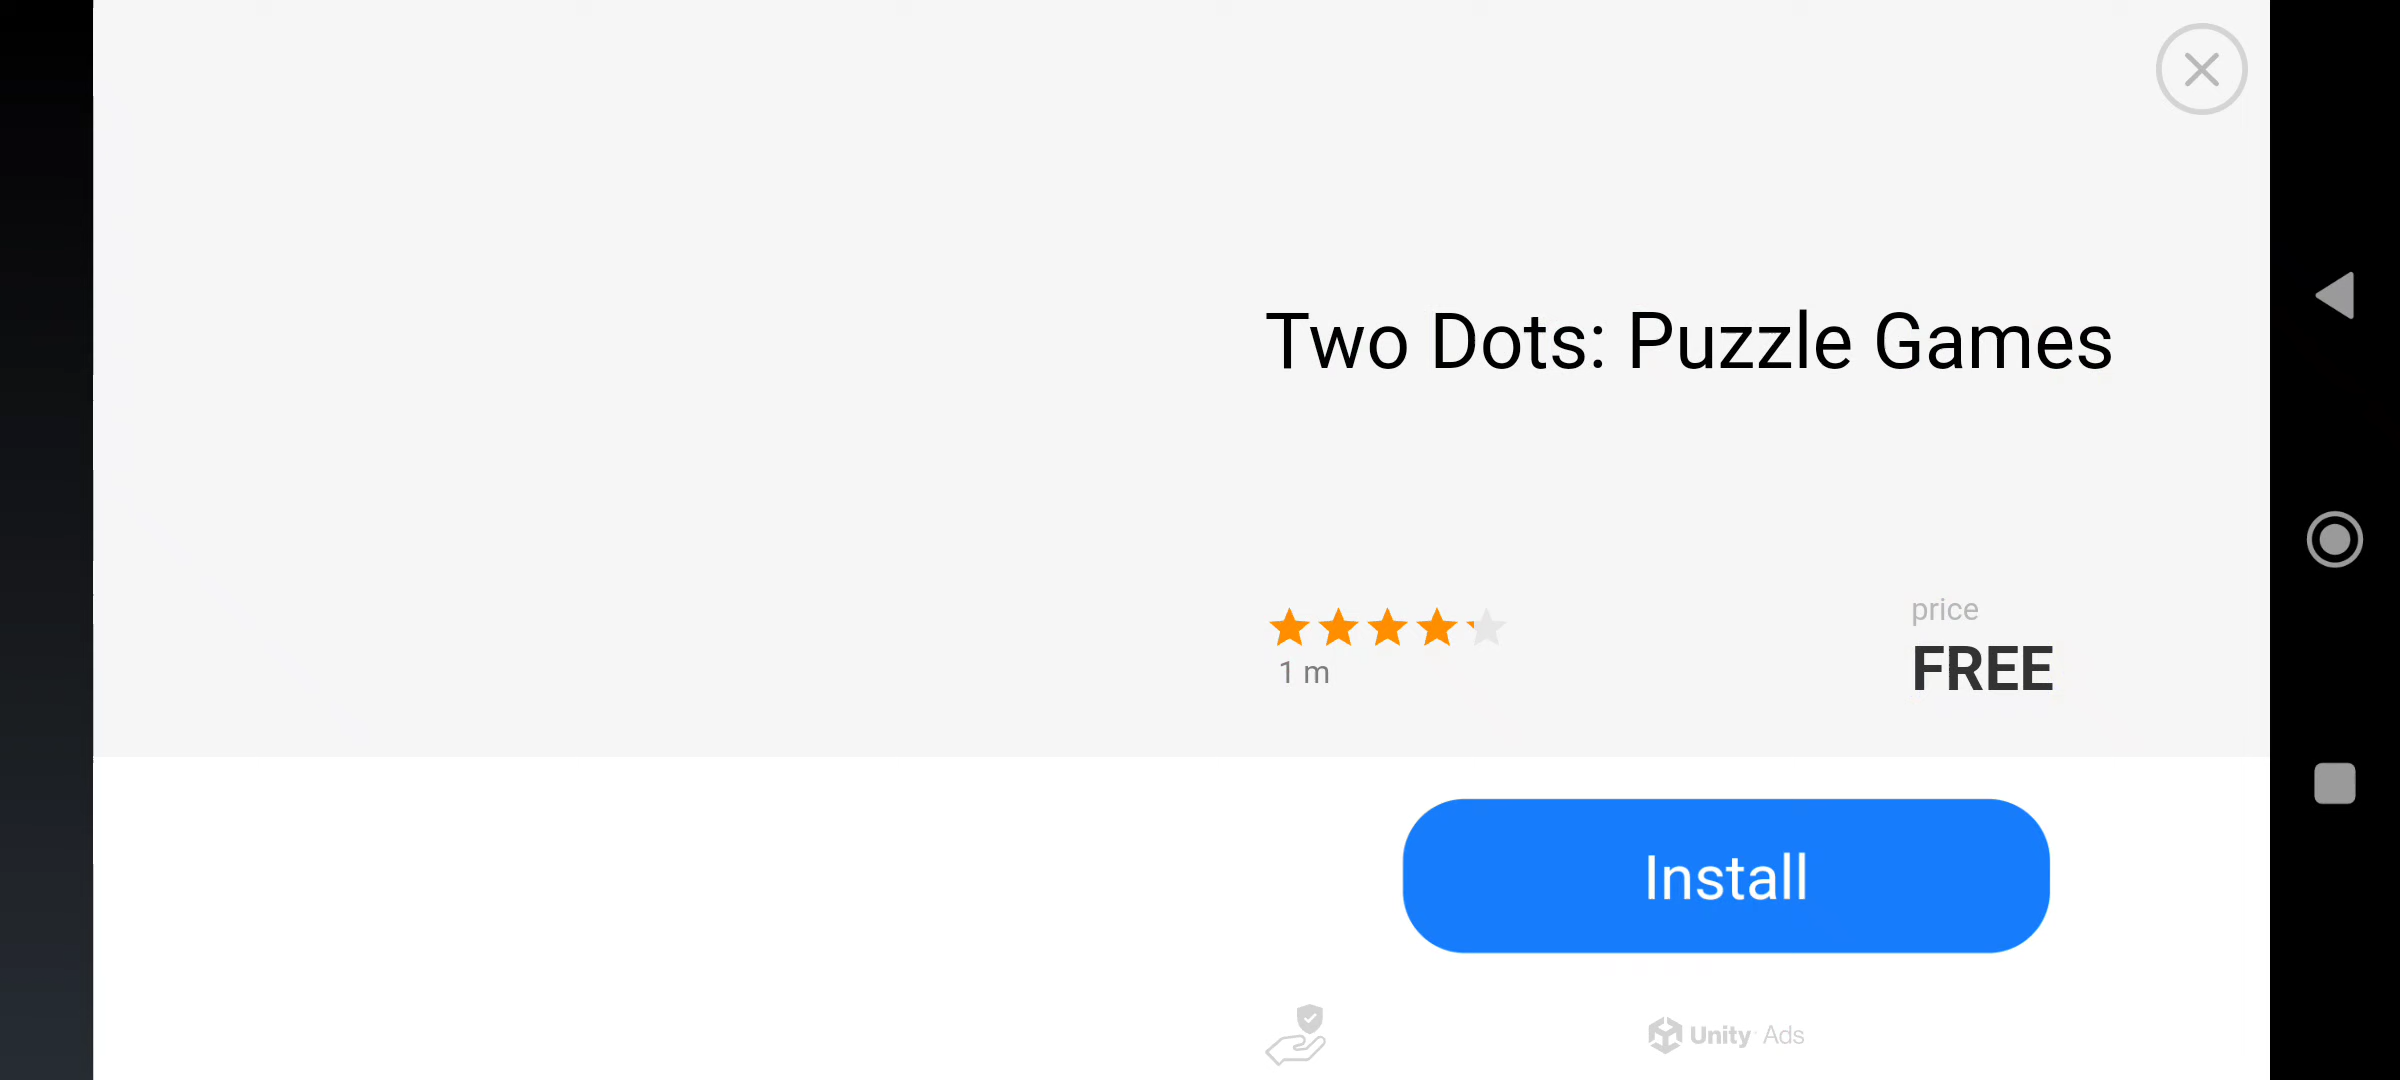 Two Dots: Puzzle Games
1 m
price
FREE
Install
Unity Ads